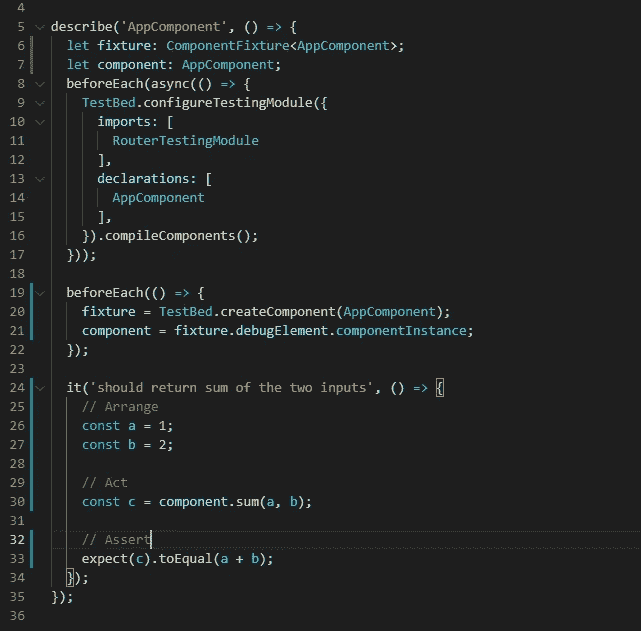 4
5 describe('AppComponent', () => {
6   let fixture: ComponentFixture<AppComponent>;
7   let component: AppComponent;
8   beforeEach(async(() => {
9     TestBed.configureTestingModule({
10       imports: [
11         RouterTestingModule
12       ],
13       declarations: [
14         AppComponent
15       ],
16     }).compileComponents();
17   }));
18
19   beforeEach(() => {
20     fixture = TestBed.createComponent(AppComponent);
21     component = fixture.debugElement.componentInstance;
22   });
23
24   it('should return sum of the two inputs', () => {
25     // Arrange
26     const a = 1;
27     const b = 2;
28
29     // Act
30     const c = component.sum(a, b);
31
32     // Assert
33     expect(c).toEqual(a + b);
34   });
35 });
36